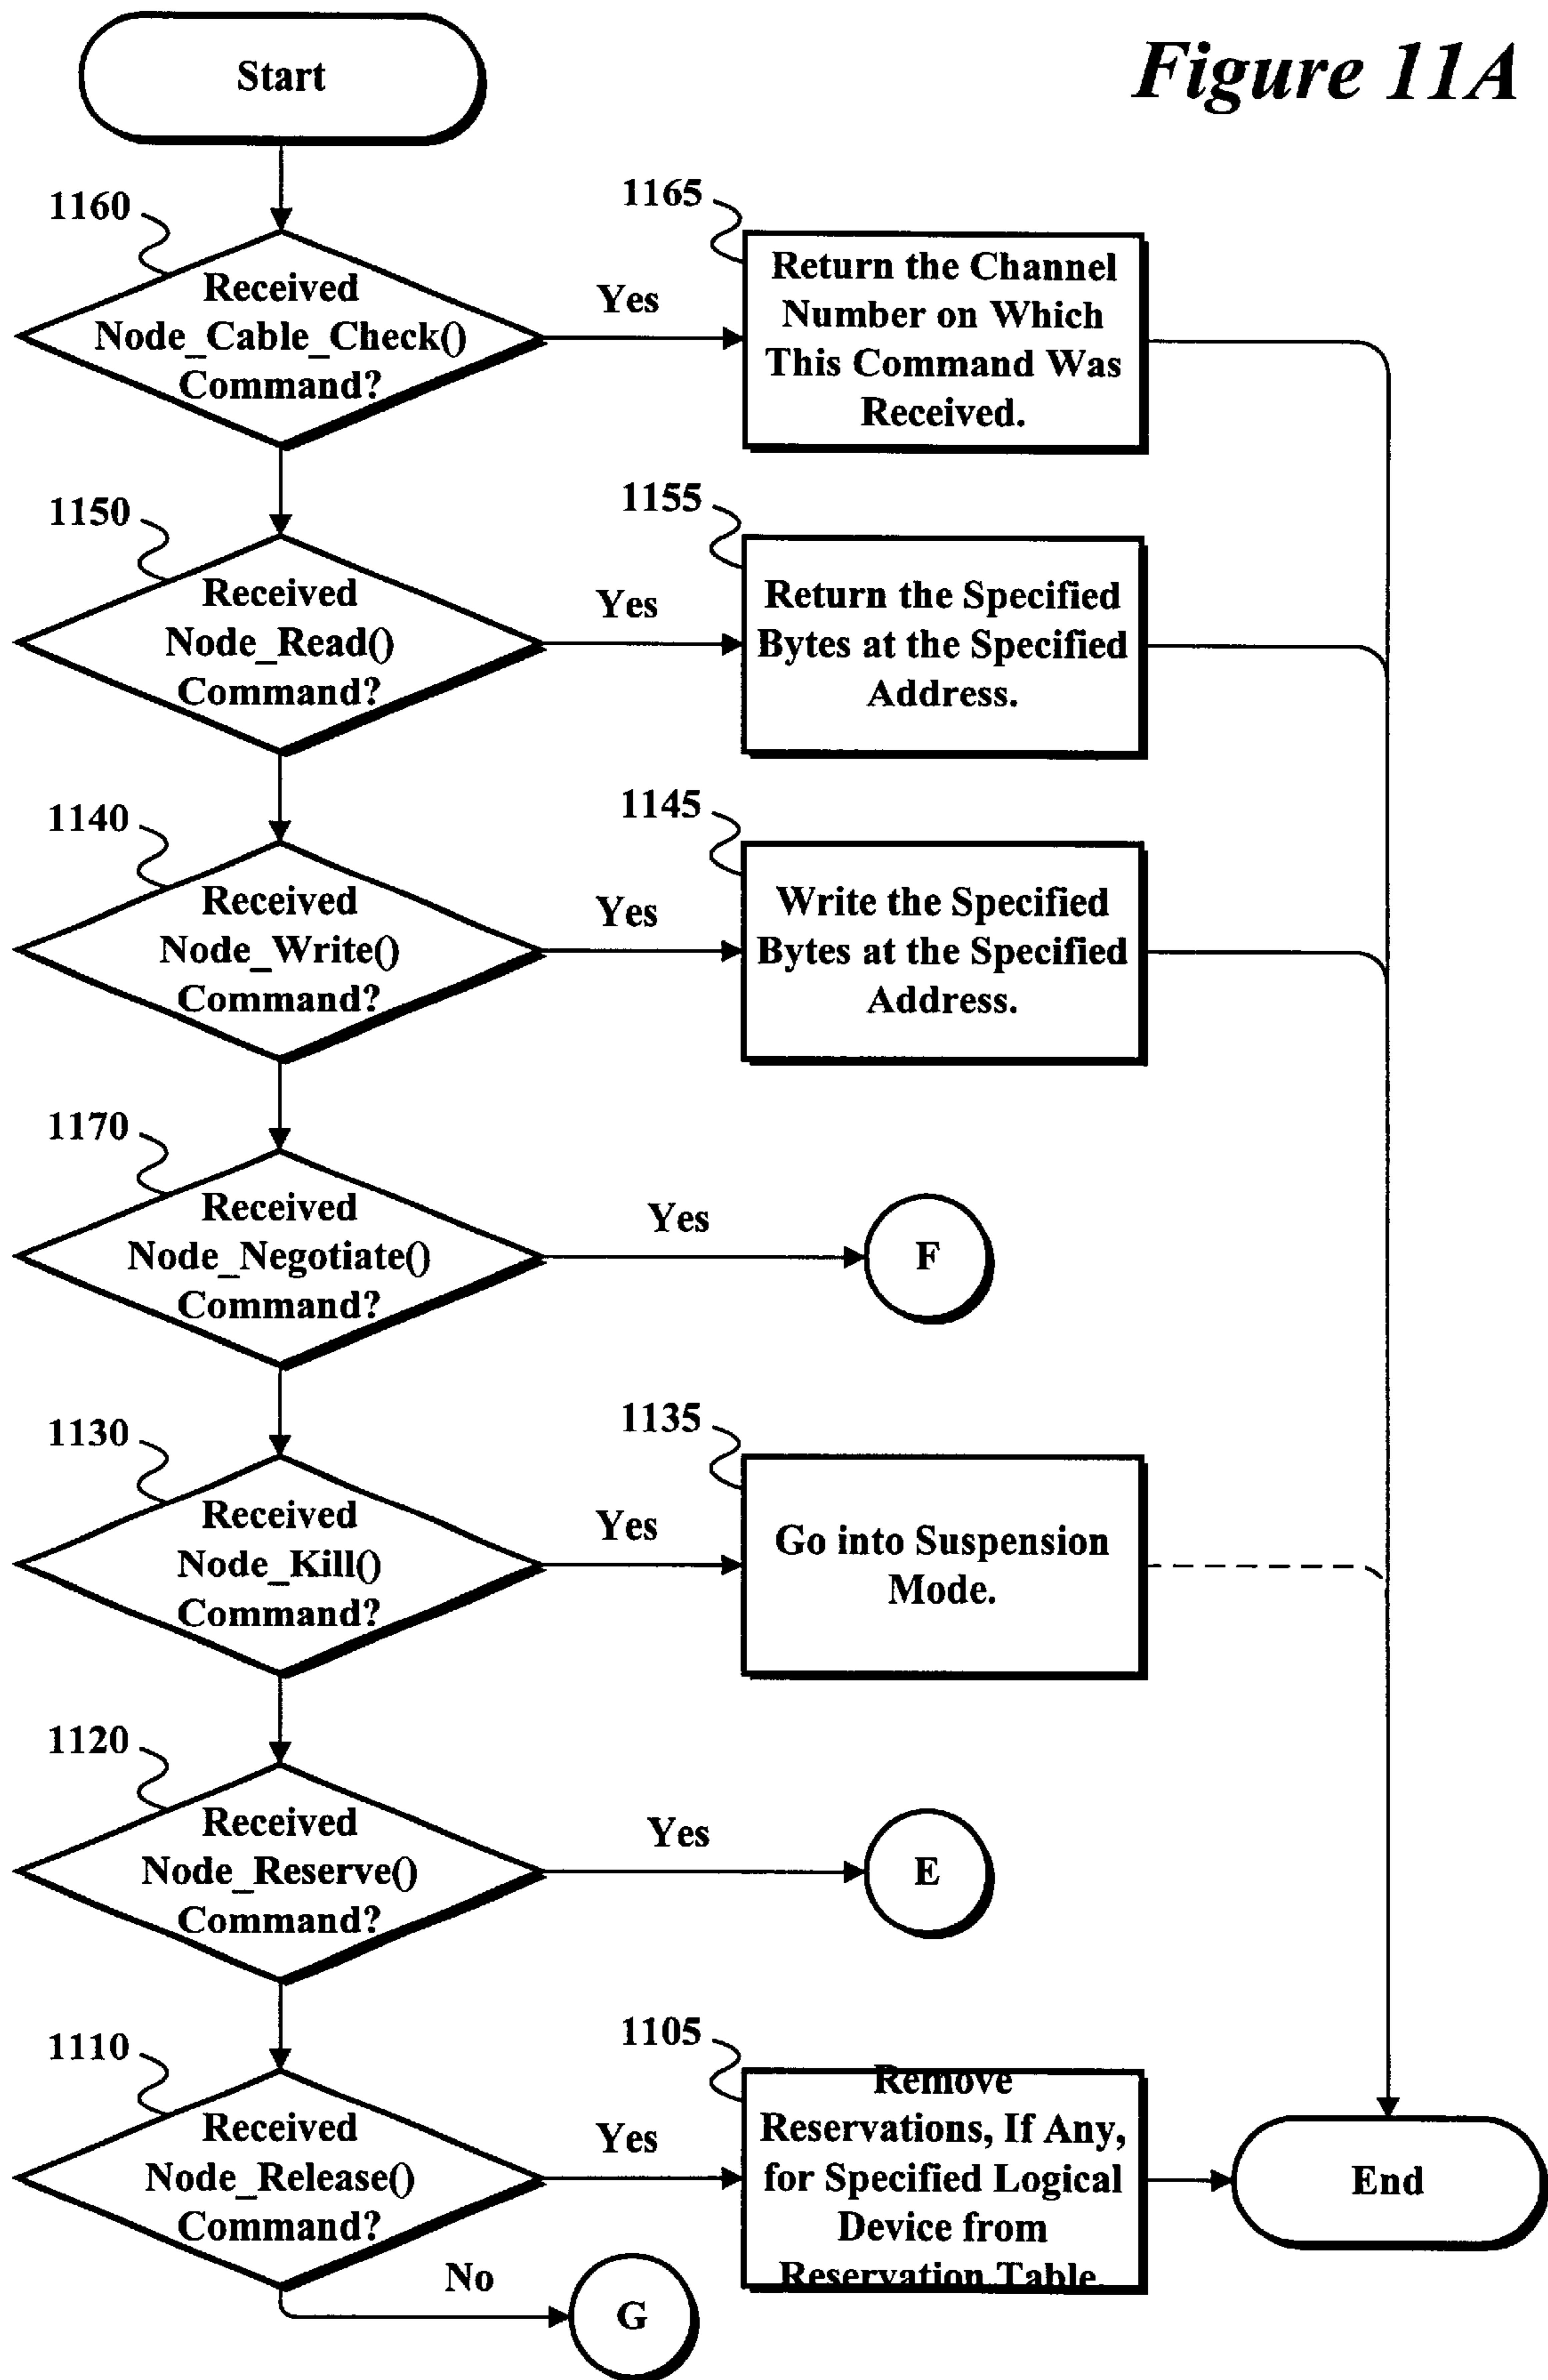 Figure 11A
Start
1160
Received
Node_Cable_Check()
Command?
Yes
1165
Return the Channel
Number on Which
This Command Was
Received.
1150
Received
Node_Read()
Command?
Yes
1155
Return the Specified
Bytes at the Specified
Address.
1140
Received
Node_Write()
Command?
Yes
1145
Write the Specified
Bytes at the Specified
Address.
1170
Received
Node_Negotiate()
Command?
Yes
F
1130
Received
Node_Kill()
Command?
Yes
1135
Go into Suspension
Mode.
1120
Received
Node_Reserve()
Command?
Yes
E
1110
Received
Node_Release()
Command?
Yes
1105
Remove
Reservations, If Any,
for Specified Logical
Device from
Reservation Table.
End
No
G